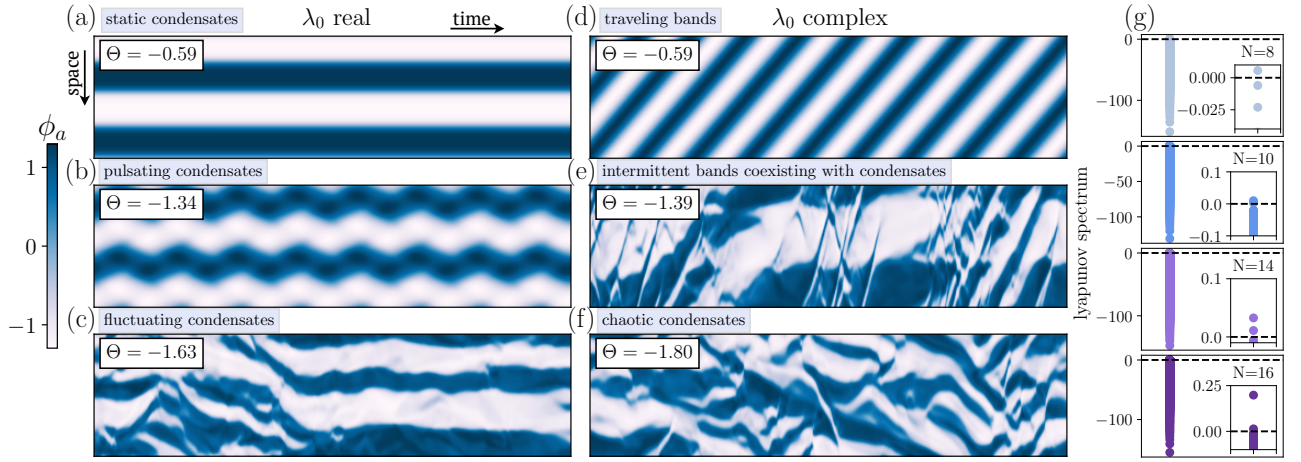 (a) static condensates λ₀ real time
space
Θ = −0.59
ϕₐ
1
0
−1
(b) pulsating condensates
Θ = −1.34
(c) fluctuating condensates
Θ = −1.63
(d) traveling bands λ₀ complex
Θ = −0.59
(e) intermittent bands coexisting with condensates
Θ = −1.39
(f) chaotic condensates
Θ = −1.80
(g)
lyapunov spectrum
0
−100
N=8
0.000
−0.025
0
−50
−100
N=10
0.1
0.0
−0.1
0
−100
N=14
0.1
0.0
0
−100
N=16
0.25
0.00